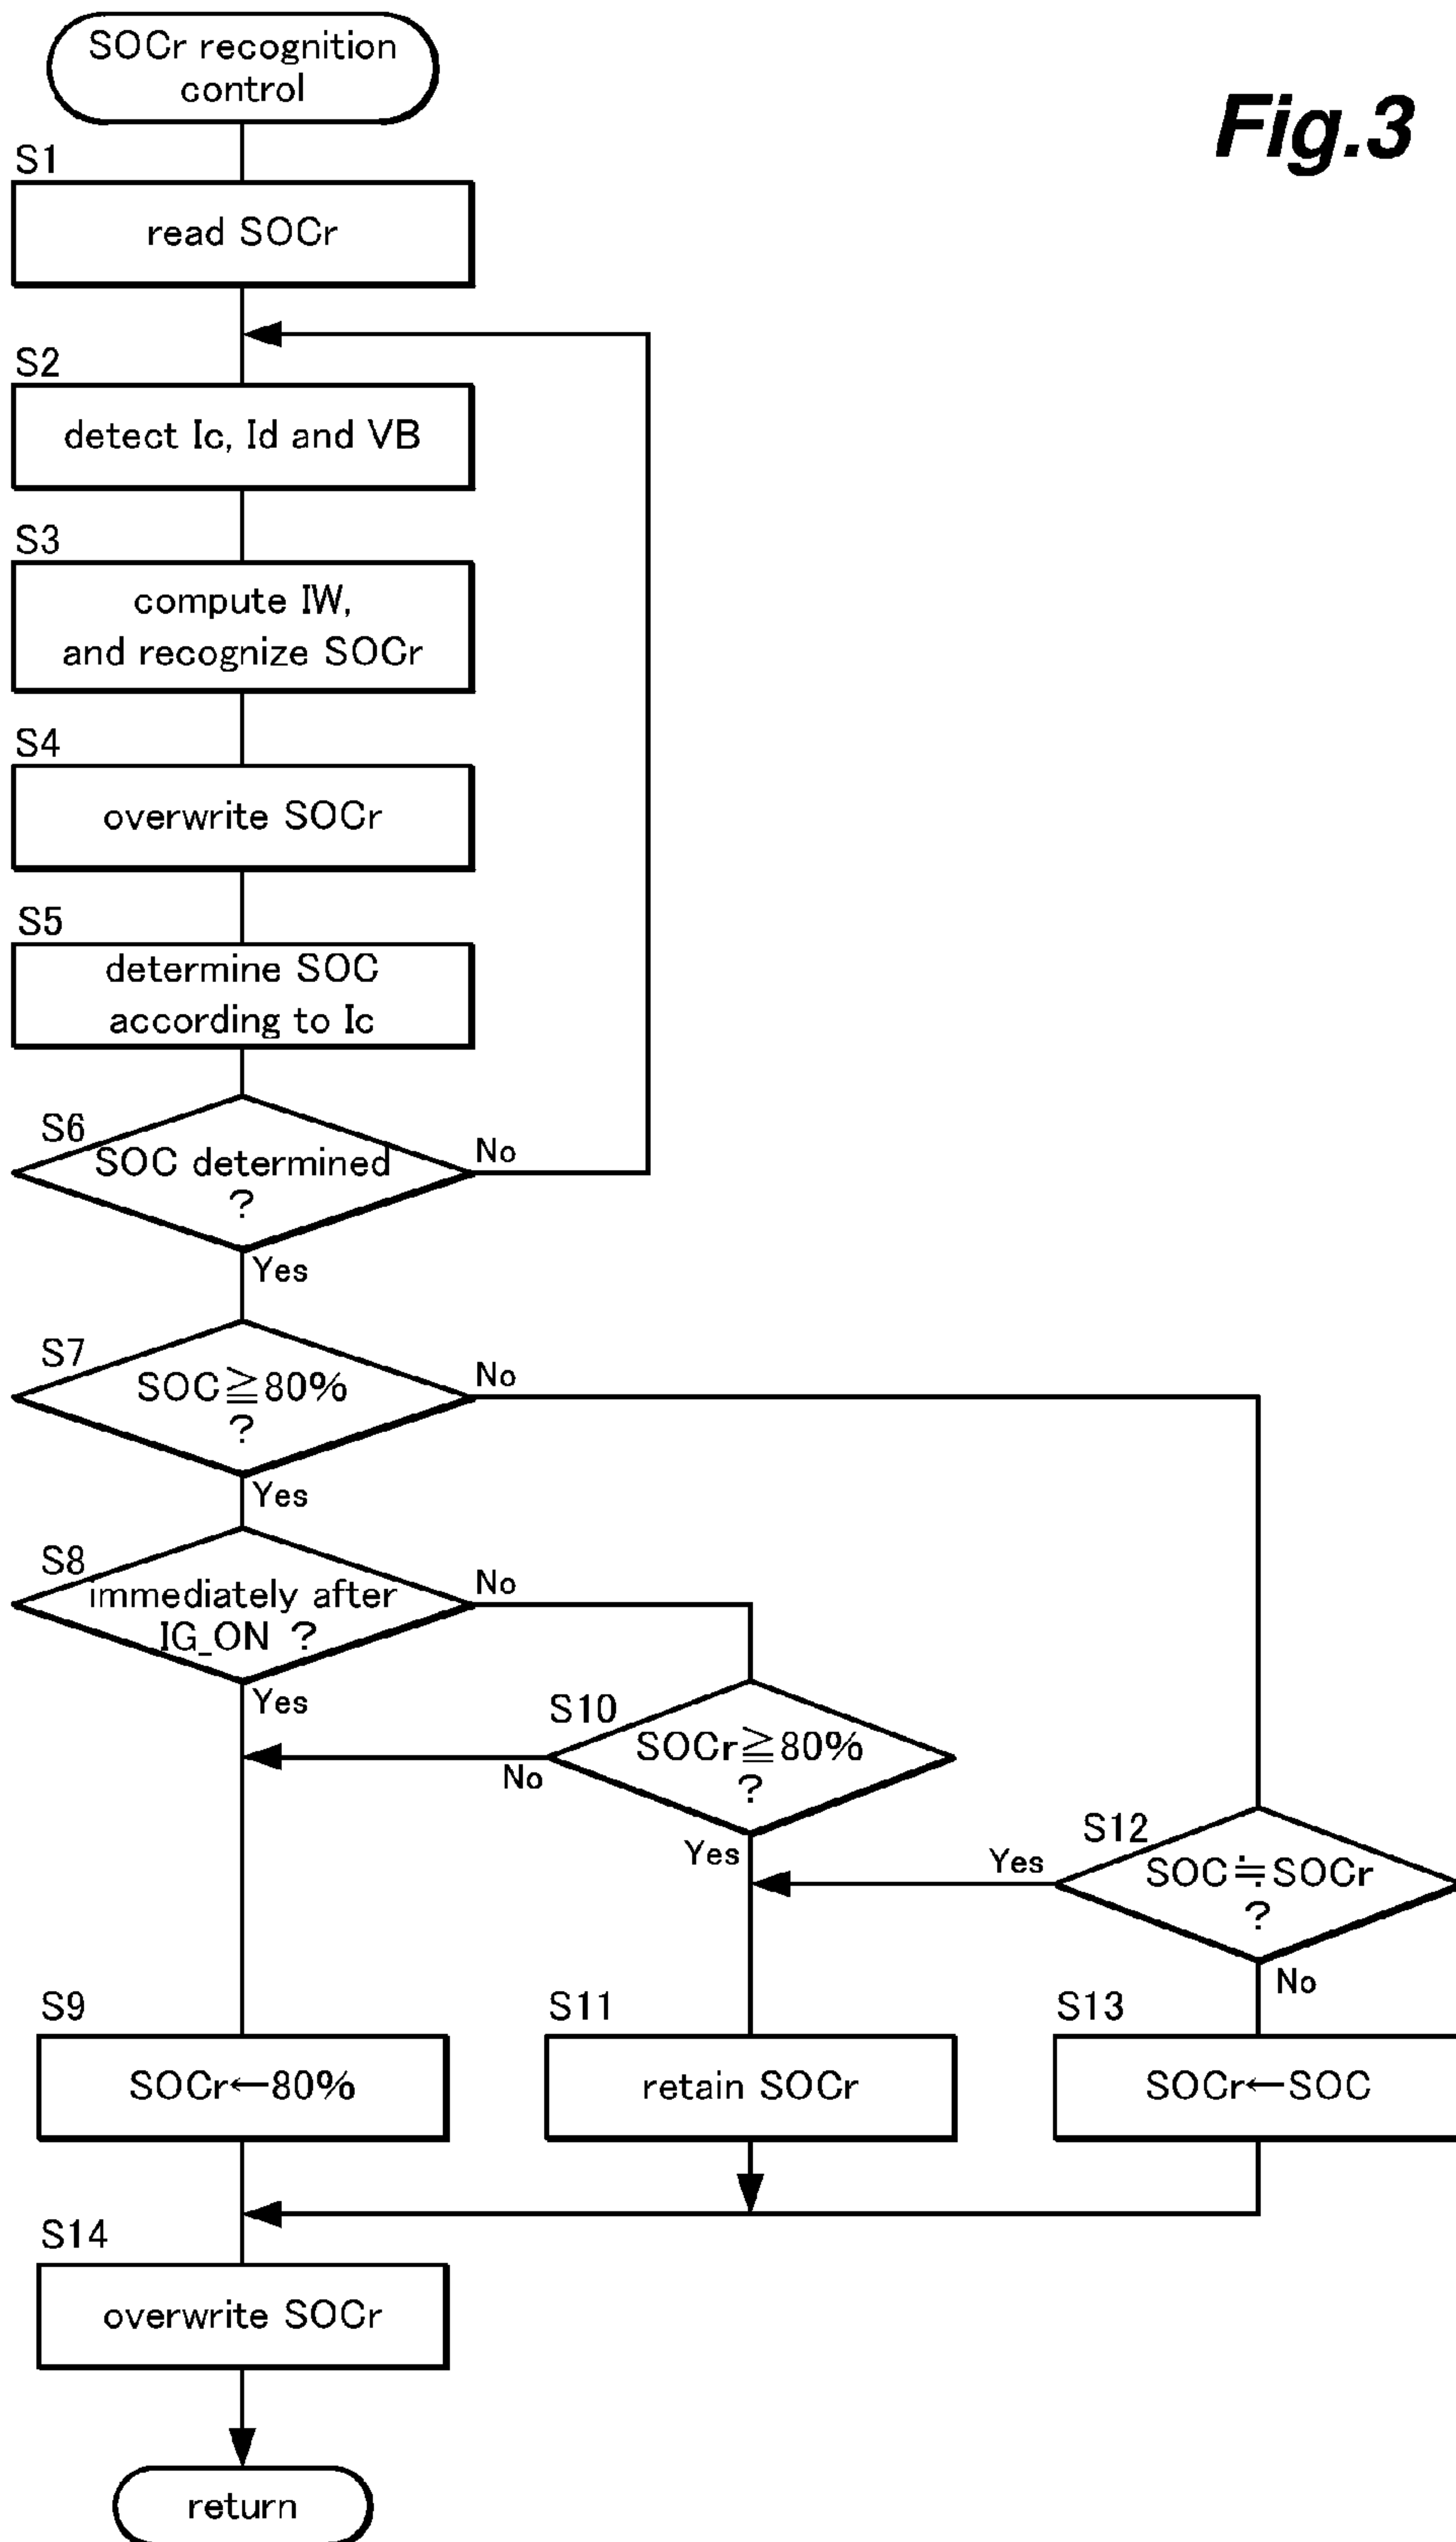 SOCr recognition
control
Fig.3
S1
read SOCr
S2
detect Ic, Id and VB
S3
compute IW,
and recognize SOCr
S4
overwrite SOCr
S5
determine SOC
according to Ic
S6
SOC determined
?
No
Yes
S7
SOC≧80%
?
No
Yes
S8
immediately after
IG_ON ?
No
Yes
S10
SOCr≧80%
?
No
Yes
S12
SOC≒SOCr
?
Yes
No
S9
SOCr←80%
S11
retain SOCr
S13
SOCr←SOC
S14
overwrite SOCr
return